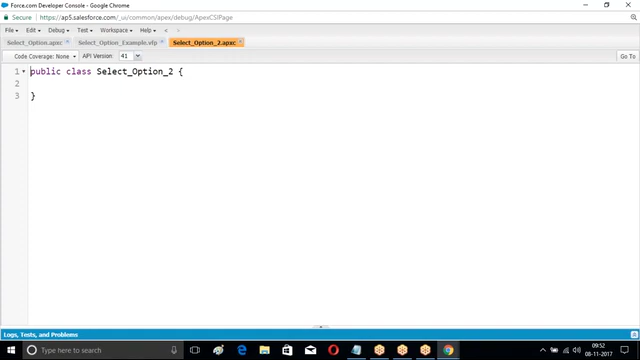 Force.com Developer Console - Google Chrome
Secure https://ap5.salesforce.com/_ui/common/apex/debug/ApexCSIPage
File Edit Debug Test Workspace Help < >
Select_Option.apxc Select_Option_Example.vfp Select_Option_2.apxc
Code Coverage: None API Version: 41 Go To
1 public class Select_Option_2 {
2
3 }
Logs, Tests, and Problems
Type here to search
09:52
08-11-2017